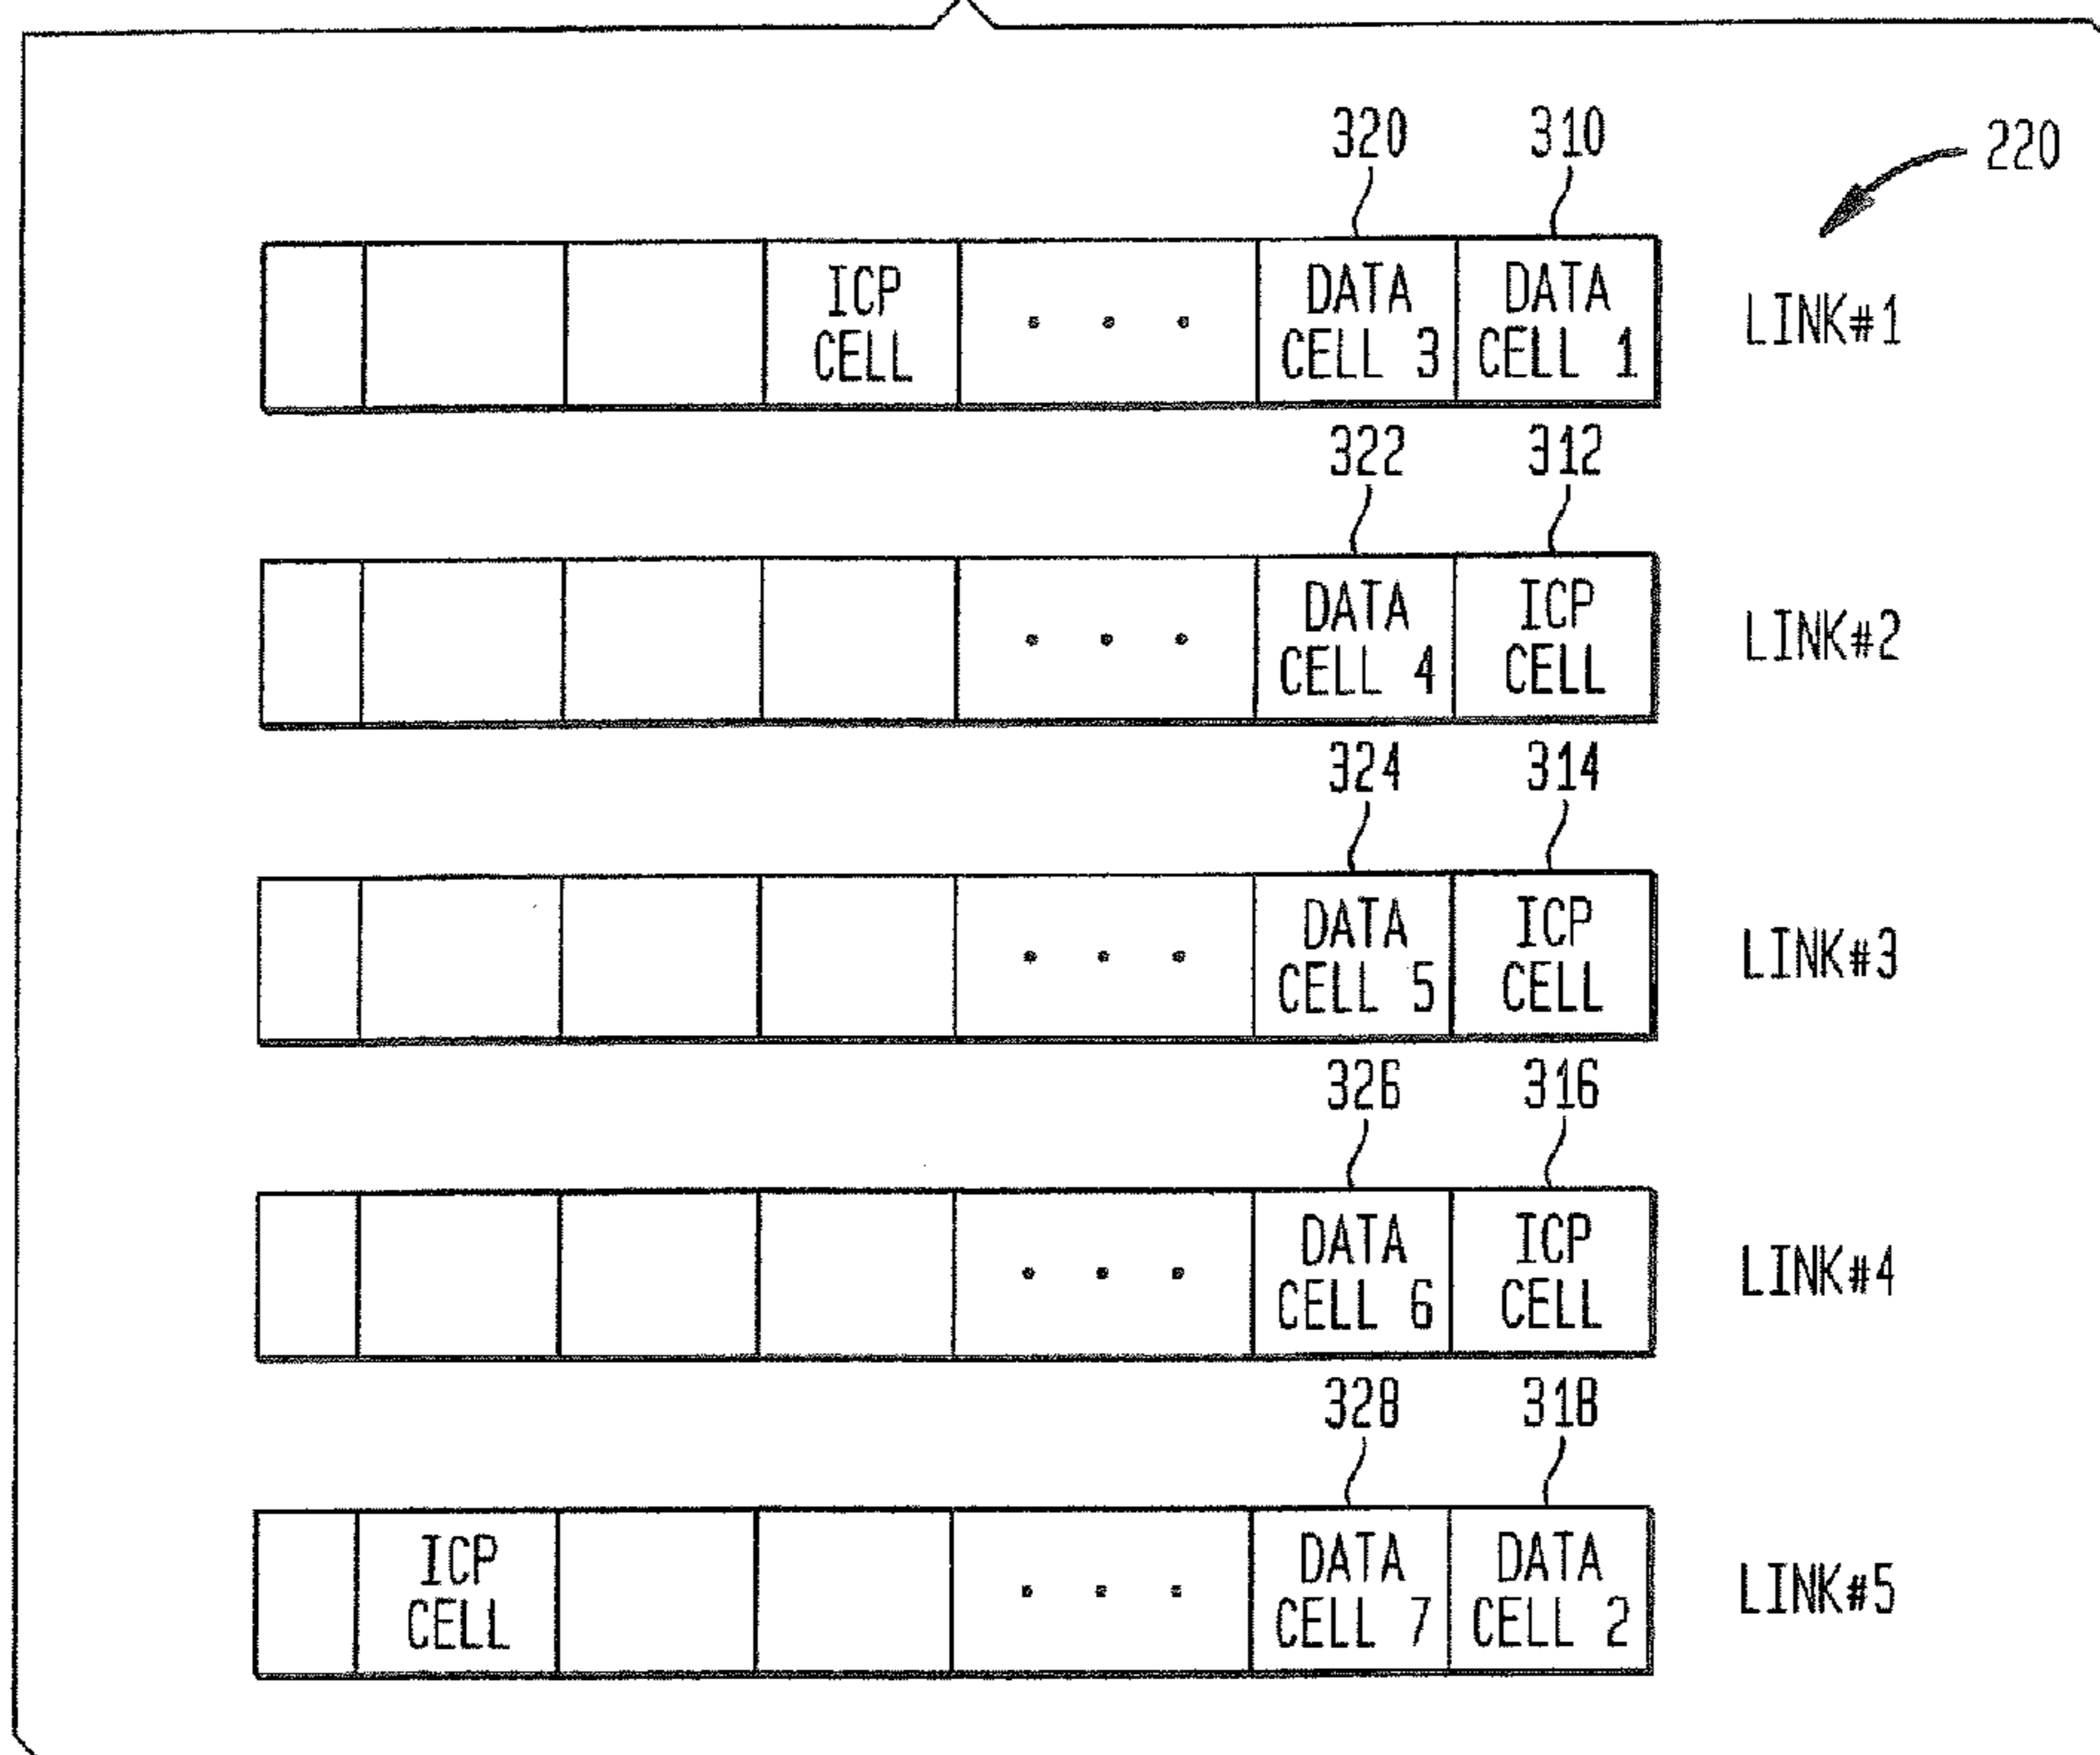 320 310
220
ICP CELL . . . DATA CELL 3 DATA CELL 1 LINK#1
322 312
. . . DATA CELL 4 ICP CELL LINK#2
324 314
. . . DATA CELL 5 ICP CELL LINK#3
326 316
. . . DATA CELL 6 ICP CELL LINK#4
328 318
ICP CELL . . . DATA CELL 7 DATA CELL 2 LINK#5